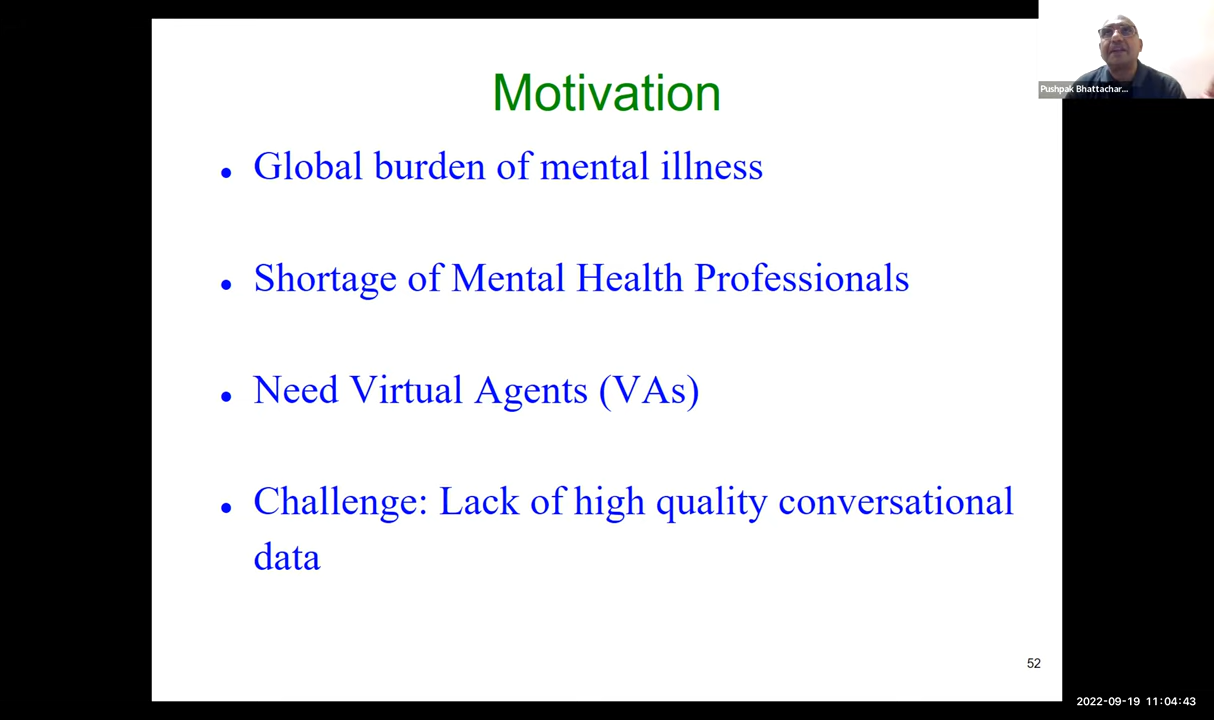 Motivation
Pushpak Bhattachar...
• Global burden of mental illness
• Shortage of Mental Health Professionals
• Need Virtual Agents (VAs)
• Challenge: Lack of high quality conversational
data
52
2022-09-19 11:04:43